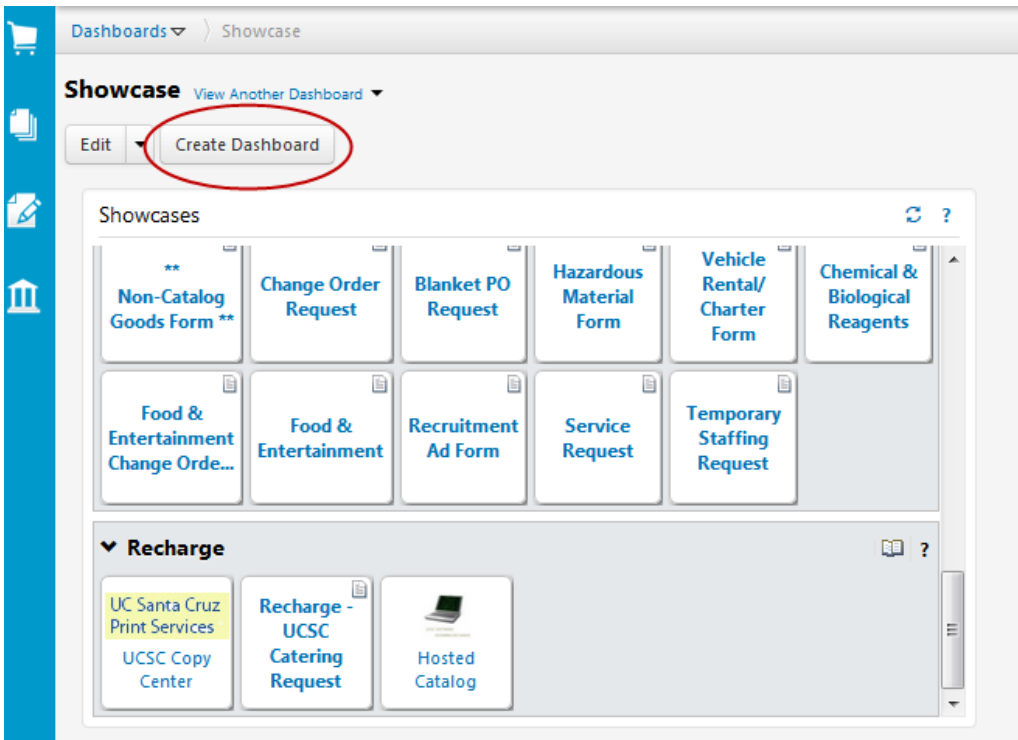 Dashboards Showcase
Showcase View Another Dashboard
Edit Create Dashboard
Showcases ?
**
Non-Catalog
Goods Form **
Change Order
Request
Blanket PO
Request
Hazardous
Material
Form
Vehicle
Rental/
Charter
Form
Chemical &
Biological
Reagents
Food &
Entertainment
Change Orde...
Food &
Entertainment
Recruitment
Ad Form
Service
Request
Temporary
Staffing
Request
Recharge ?
UC Santa Cruz
Print Services
UCSC Copy
Center
Recharge -
UCSC
Catering
Request
Hosted
Catalog